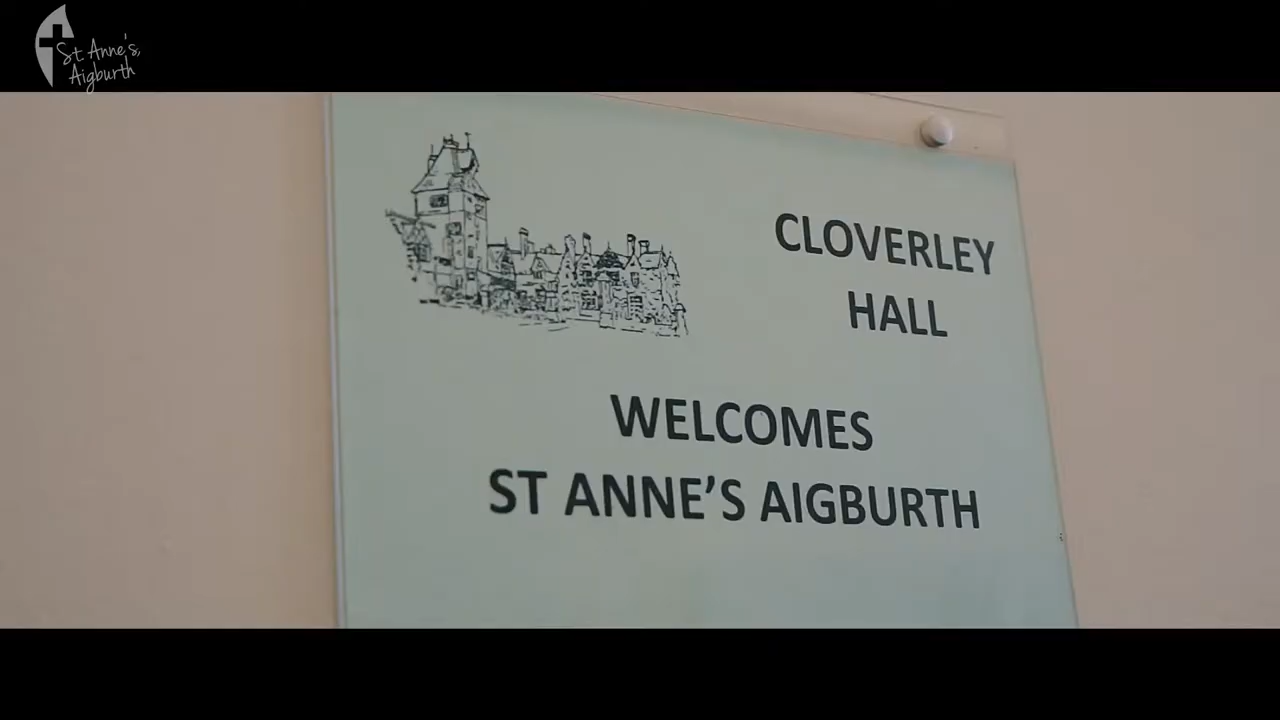 St Anne's,
Aigburth
CLOVERLEY
HALL
WELCOMES
ST ANNE'S AIGBURTH